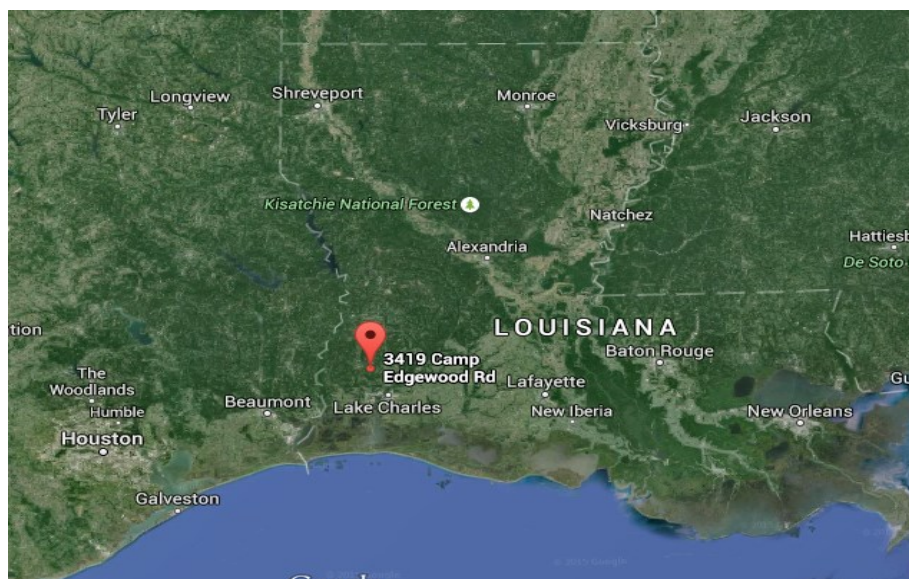 Longview
Shreveport
Monroe
Tyler
Vicksburg
Jackson
Kisatchie National Forest
Natchez
Alexandria
Hattiesb
De Soto
tion
LOUISIANA
3419 Camp
Edgewood Rd
Baton Rouge
The
Woodlands
Lafayette
Gu
Humble
Beaumont
Lake Charles
New Iberia
New Orleans
Houston
Galveston